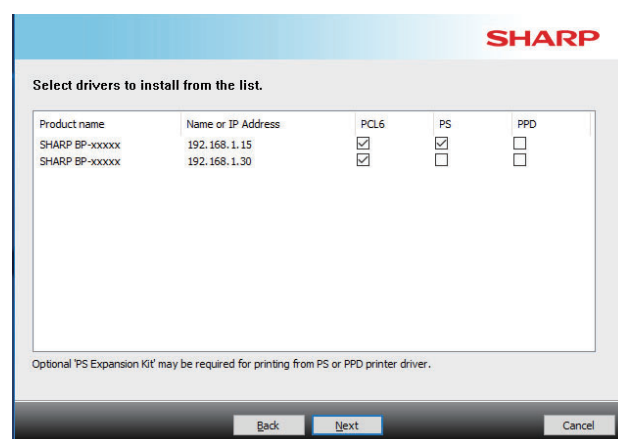 SHARP
Select drivers to install from the list.
Product name Name or IP Address PCL6 PS PPD
SHARP BP-xxxxx 192.168.1.15
SHARP BP-xxxxx 192.168.1.30
Optional 'PS Expansion Kit' may be required for printing from PS or PPD printer driver.
Back Next Cancel